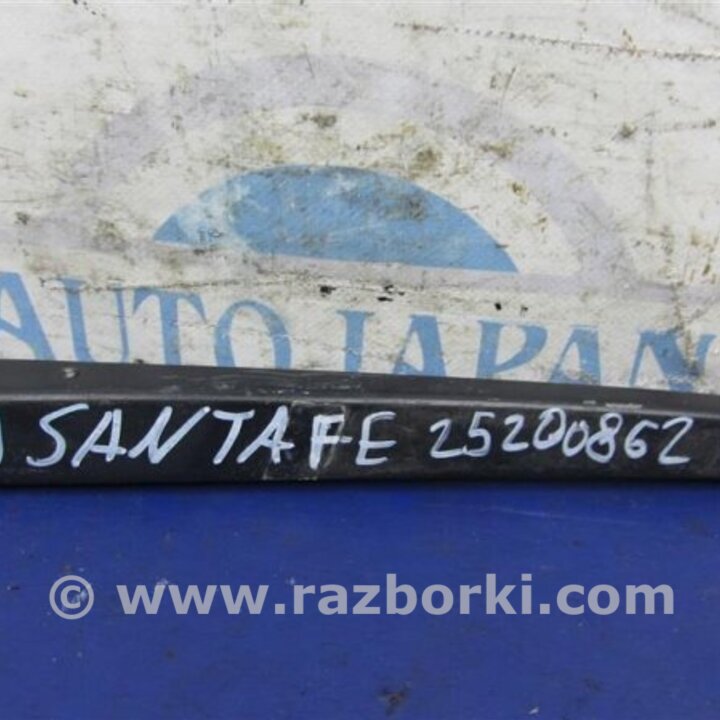 AUTO JAPAN
SANTAFE 25200862
© www.razborki.com